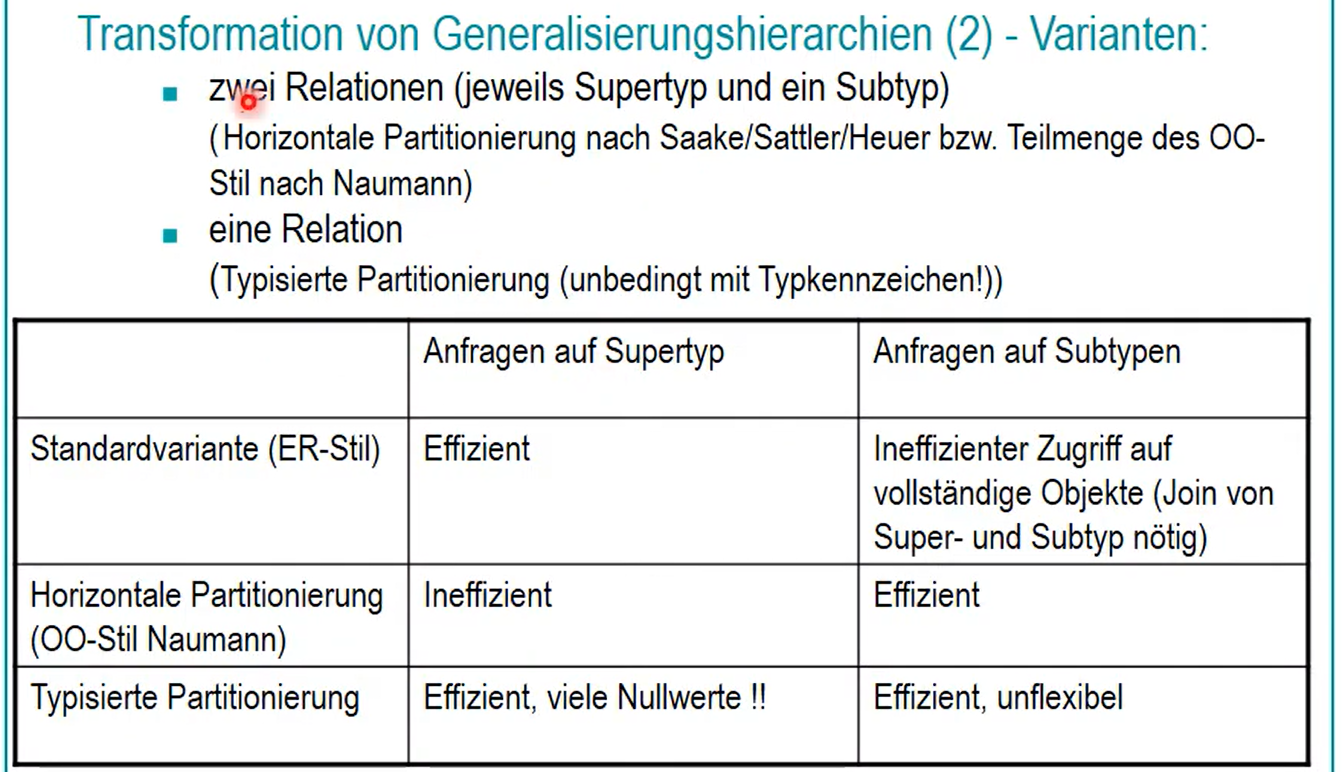 Transformation von Generalisierungshierarchien (2) - Varianten:
zwei Relationen (jeweils Supertyp und ein Subtyp)
(Horizontale Partitionierung nach Saake/Sattler/Heuer bzw. Teilmenge des OO-
Stil nach Naumann)
eine Relation
(Typisierte Partitionierung (unbedingt mit Typkennzeichen!))
Anfragen auf Supertyp
Anfragen auf Subtypen
Standardvariante (ER-Stil)
Effizient
Ineffizienter Zugriff auf
vollständige Objekte (Join von
Super- und Subtyp nötig)
Horizontale Partitionierung
(OO-Stil Naumann)
Ineffizient
Effizient
Typisierte Partitionierung
Effizient, viele Nullwerte !!
Effizient, unflexibel